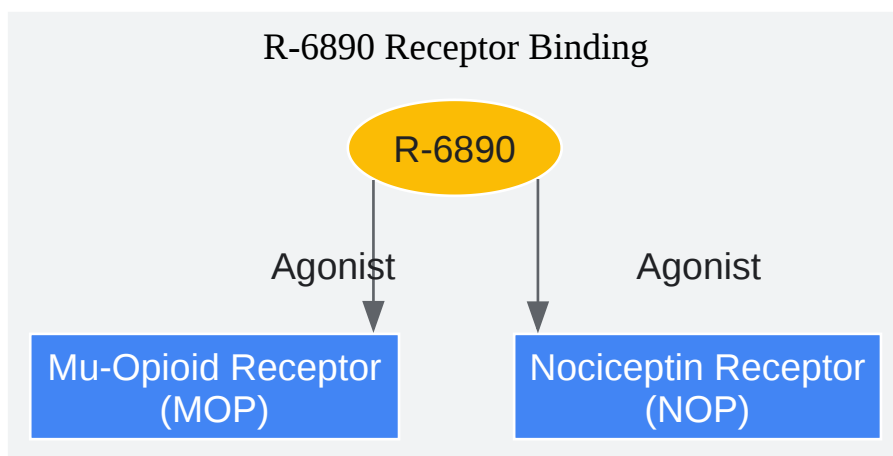 R-6890 Receptor Binding
R-6890
Agonist
Agonist
Mu-Opioid Receptor
(MOP)
Nociceptin Receptor
(NOP)